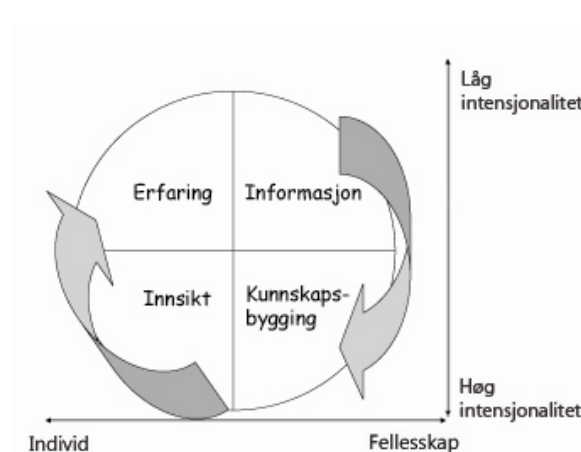 Låg
intensjonalitet
Erfaring
Informasjon
Innsikt
Kunnskaps-
bygging
Høg
intensjonalitet
Individ
Fellesskap